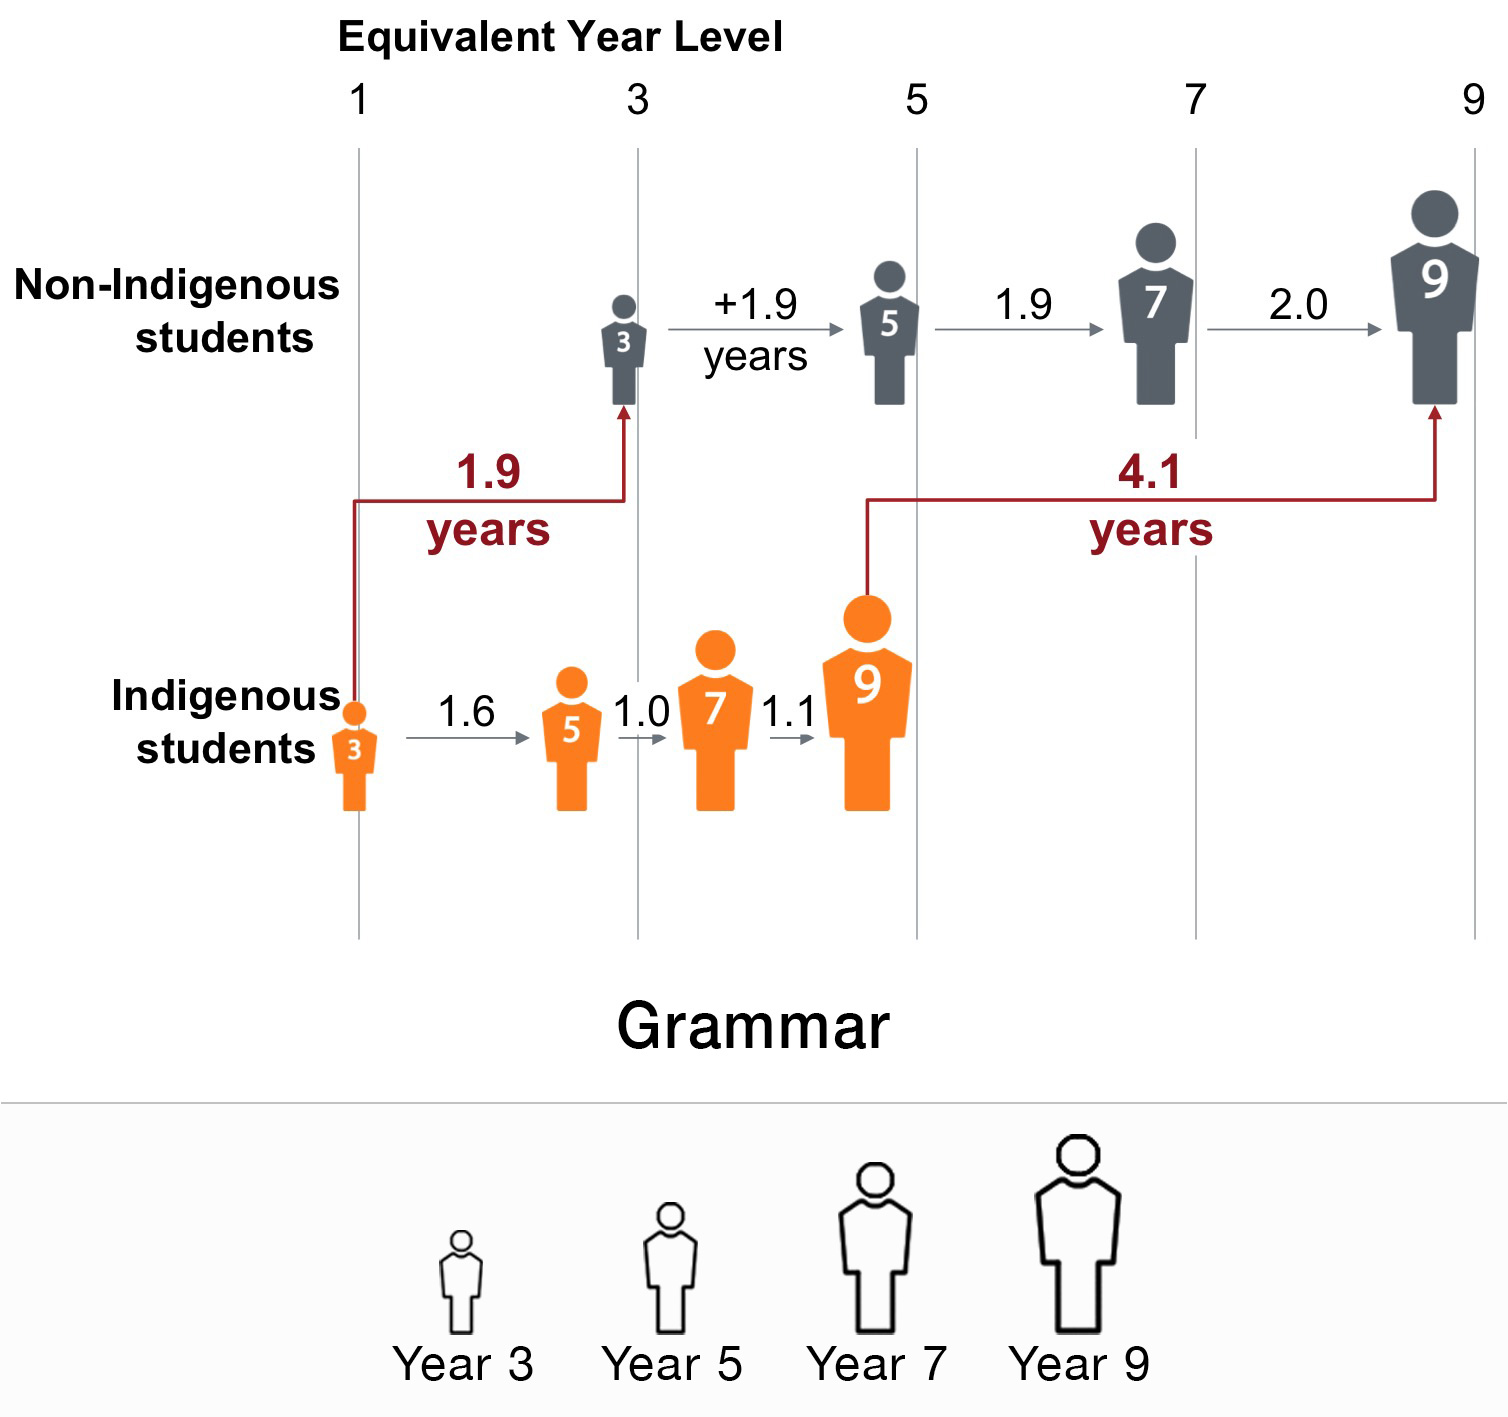 Equivalent Year Level
1 3 5 7 9
Non-Indigenous
students
3
+1.9
years
5
1.9
7
2.0
9
1.9
years
4.1
years
Indigenous
students
3
1.6
5
1.0
7
1.1
9
Grammar
Year 3 Year 5 Year 7 Year 9